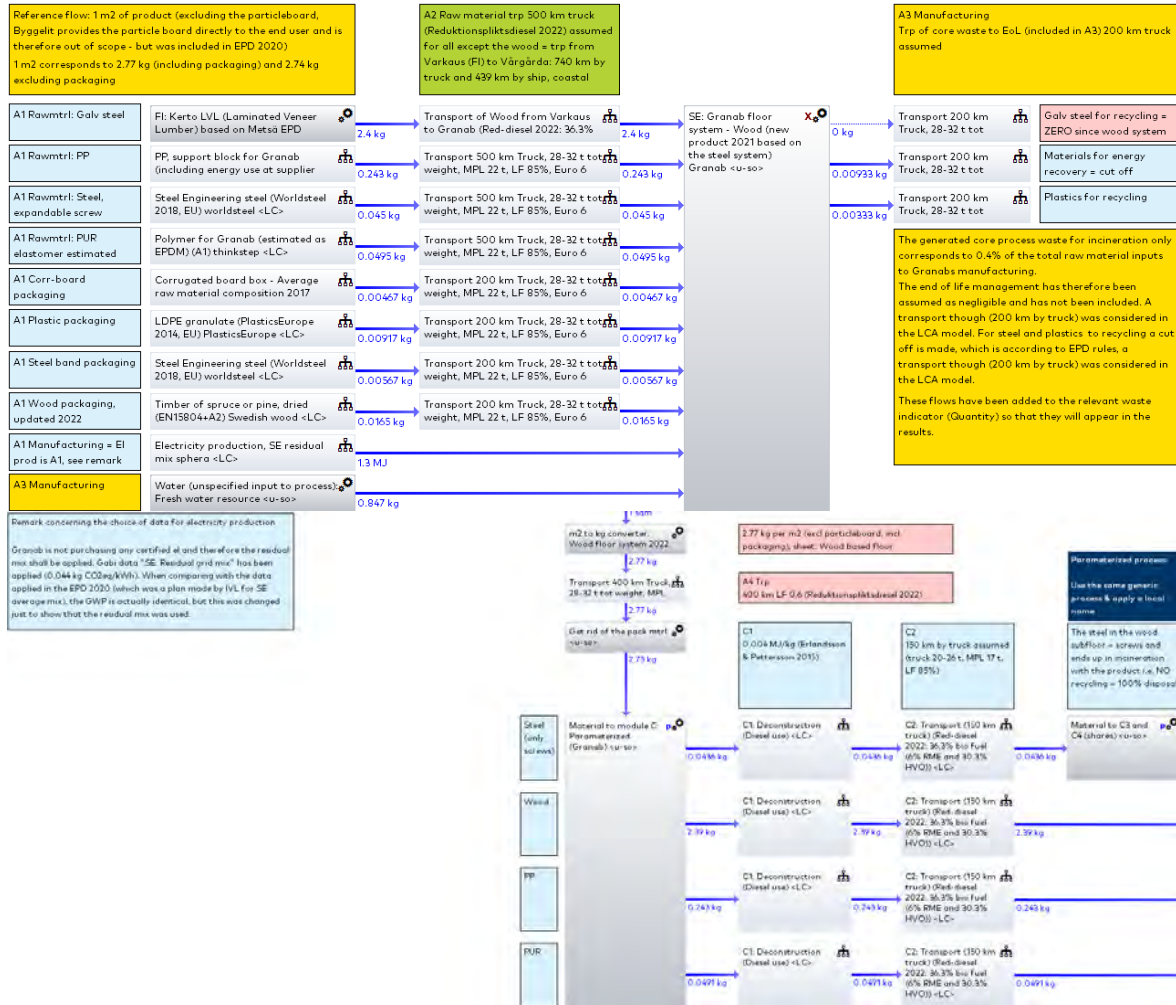 Reference flow: 1 m2 of product (excluding the particleboard,
Byggelit provides the particle board directly to the end user and is
therefore out of scope - but was included in EPD 2020)
1 m2 corresponds to 2.77 kg (including packaging) and 2.74 kg
excluding packaging
A2 Raw material trp 500 km truck
(Reduktionspliktsdiesel 2022) assumed
for all except the wood = trp from
Varkaus (FI) to Vårgårda: 740 km by
truck and 439 km by ship, coastal
A3 Manufacturing
Trp of core waste to EoL (included in A3) 200 km truck
assumed
A1 Rawmtrl: Galv steel
FI: Kerto LVL (Laminated Veneer
Lumber) based on Metsä EPD
2.4 kg
Transport of Wood from Varkaus
to Granab (Red-diesel 2022: 36.3%
2.4 kg
A1 Rawmtrl: PP
PP, support block for Granab
(including energy use at supplier
0.243 kg
Transport 500 km Truck, 28-32 t tot
weight, MPL 22 t, LF 85%, Euro 6
0.243 kg
A1 Rawmtrl: Steel,
expandable screw
Steel Engineering steel (Worldsteel
2018, EU) worldsteel <LC>
0.045 kg
Transport 500 km Truck, 28-32 t tot
weight, MPL 22 t, LF 85%, Euro 6
0.045 kg
A1 Rawmtrl: PUR
elastomer estimated
Polymer for Granab (estimated as
EPDM) (A1) thinkstep <LC>
0.0495 kg
Transport 500 km Truck, 28-32 t tot
weight, MPL 22 t, LF 85%, Euro 6
0.0495 kg
A1 Corr-board
packaging
Corrugated board box - Average
raw material composition 2017
0.00467 kg
Transport 200 km Truck, 28-32 t tot
weight, MPL 22 t, LF 85%, Euro 6
0.00467 kg
A1 Plastic packaging
LDPE granulate (PlasticsEurope
2014, EU) PlasticsEurope <LC>
0.00917 kg
Transport 200 km Truck, 28-32 t tot
weight, MPL 22 t, LF 85%, Euro 6
0.00917 kg
A1 Steel band packaging
Steel Engineering steel (Worldsteel
2018, EU) worldsteel <LC>
0.00567 kg
Transport 200 km Truck, 28-32 t tot
weight, MPL 22 t, LF 85%, Euro 6
0.00567 kg
A1 Wood packaging,
updated 2022
Timber of spruce or pine, dried
(EN15804+A2) Swedish wood <LC>
0.0165 kg
Transport 200 km Truck, 28-32 t tot
weight, MPL 22 t, LF 85%, Euro 6
0.0165 kg
A1 Manufacturing = El
prod is A1, see remark
Electricity production, SE residual
mix sphera <LC>
1.3 MJ
A3 Manufacturing
Water (unspecified input to process):
Fresh water resource <u-so>
0.847 kg
SE: Granab floor
system - Wood (new
product 2021 based on
the steel system)
Granab <u-so>
0 kg
Transport 200 km
Truck, 28-32 t tot
Galv steel for recycling =
ZERO since wood system
0.00933 kg
Transport 200 km
Truck, 28-32 t tot
Materials for energy
recovery = cut off
0.00333 kg
Transport 200 km
Truck, 28-32 t tot
Plastics for recycling
The generated core process waste for incineration only
corresponds to 0.4% of the total raw material inputs
to Granabs manufacturing.
The end of life management has therefore been
assumed as negligible and has not been included. A
transport though (200 km by truck) was considered in
the LCA model. For steel and plastics to recycling a cut
off is made, which is according to EPD rules, a
transport though (200 km by truck) was considered in
the LCA model.
These flows have been added to the relevant waste
indicator (Quantity) so that they will appear in the
results.
Remark concerning the choice of data for electricity production
Granab is not purchasing any certified el and therefore the residual
mix shall be applied. Gabi data "SE: Residual grid mix" has been
applied (0.044 kg CO2eq/kWh). When comparing with the data
applied in the EPD 2020 (which was a plan made by IVL for SE
average mix), the GWP is actually identical, but this was changed
just to show that the residual mix was used.
1 sqm
m2 to kg converter:
Wood floor system 2022
2.77 kg
2.77 kg per m2 (excl particleboard, incl
packaging), sheet: Wood based floor
Transport 400 km Truck,
28-32 t tot weight, MPL
2.77 kg
A4 Trp
400 km LF 0,6 (Reduktionspliktsdiesel 2022)
Get rid of the pack mtrl
<u-so>
2.73 kg
C1
0,004 MJ/kg (Erlandsson
& Pettersson 2015)
C2
150 km by truck assumed
(truck 20-26 t, MPL 17 t,
LF 85%)
Parameterized process:
Use the same generic
process & apply a local
name
The steel in the wood
subfloor = screws and
ends up in incineration
with the product i.e. NO
recycling = 100% disposal
Steel
(only
screws)
Material to module C
Parameterized
(Granab) <u-so>
0.0436 kg
C1: Deconstruction
(Diesel use) <LC>
0.0436 kg
C2: Transport (150 km
truck) (Red-diesel
2022: 36.3% bio fuel
(6% RME and 30.3%
HVO)) <LC>
0.0436 kg
Material to C3 and
C4 (shares) <u-so>
Wood
2.39 kg
C1: Deconstruction
(Diesel use) <LC>
2.39 kg
C2: Transport (150 km
truck) (Red-diesel
2022: 36.3% bio fuel
(6% RME and 30.3%
HVO)) <LC>
2.39 kg
PP
0.243 kg
C1: Deconstruction
(Diesel use) <LC>
0.243 kg
C2: Transport (150 km
truck) (Red-diesel
2022: 36.3% bio fuel
(6% RME and 30.3%
HVO)) <LC>
0.243 kg
PUR
0.0491 kg
C1: Deconstruction
(Diesel use) <LC>
0.0491 kg
C2: Transport (150 km
truck) (Red-diesel
2022: 36.3% bio fuel
(6% RME and 30.3%
HVO)) <LC>
0.0491 kg